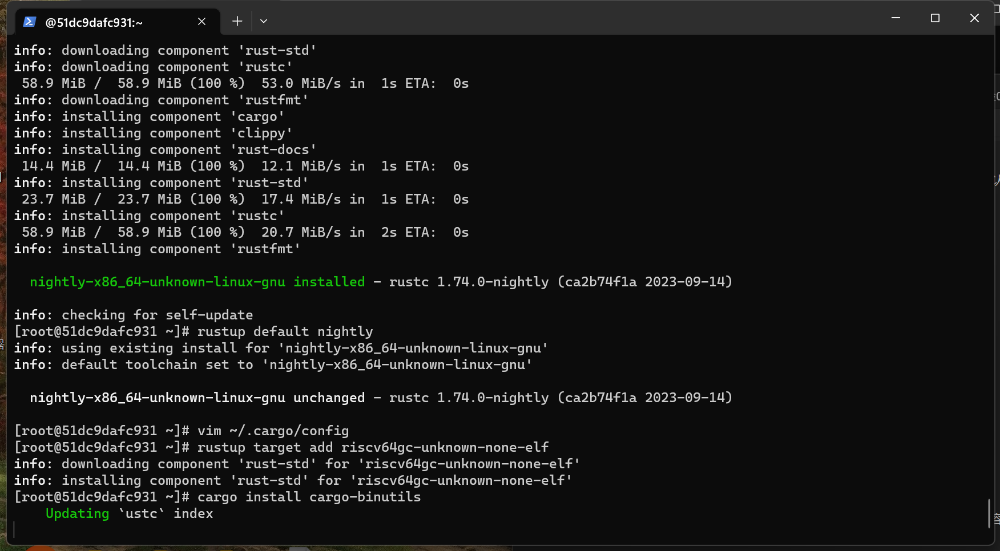 @51dc9dafc931:~
info: downloading component 'rust-std'
info: downloading component 'rustc'
 58.9 MiB /  58.9 MiB (100 %)  53.0 MiB/s in  1s ETA:  0s
info: downloading component 'rustfmt'
info: installing component 'cargo'
info: installing component 'clippy'
info: installing component 'rust-docs'
 14.4 MiB /  14.4 MiB (100 %)  12.1 MiB/s in  1s ETA:  0s
info: installing component 'rust-std'
 23.7 MiB /  23.7 MiB (100 %)  17.4 MiB/s in  1s ETA:  0s
info: installing component 'rustc'
 58.9 MiB /  58.9 MiB (100 %)  20.7 MiB/s in  2s ETA:  0s
info: installing component 'rustfmt'
  nightly-x86_64-unknown-linux-gnu installed - rustc 1.74.0-nightly (ca2b74f1a 2023-09-14)
info: checking for self-update
[root@51dc9dafc931 ~]# rustup default nightly
info: using existing install for 'nightly-x86_64-unknown-linux-gnu'
info: default toolchain set to 'nightly-x86_64-unknown-linux-gnu'
  nightly-x86_64-unknown-linux-gnu unchanged - rustc 1.74.0-nightly (ca2b74f1a 2023-09-14)
[root@51dc9dafc931 ~]# vim ~/.cargo/config
[root@51dc9dafc931 ~]# rustup target add riscv64gc-unknown-none-elf
info: downloading component 'rust-std' for 'riscv64gc-unknown-none-elf'
info: installing component 'rust-std' for 'riscv64gc-unknown-none-elf'
[root@51dc9dafc931 ~]# cargo install cargo-binutils
    Updating `ustc` index